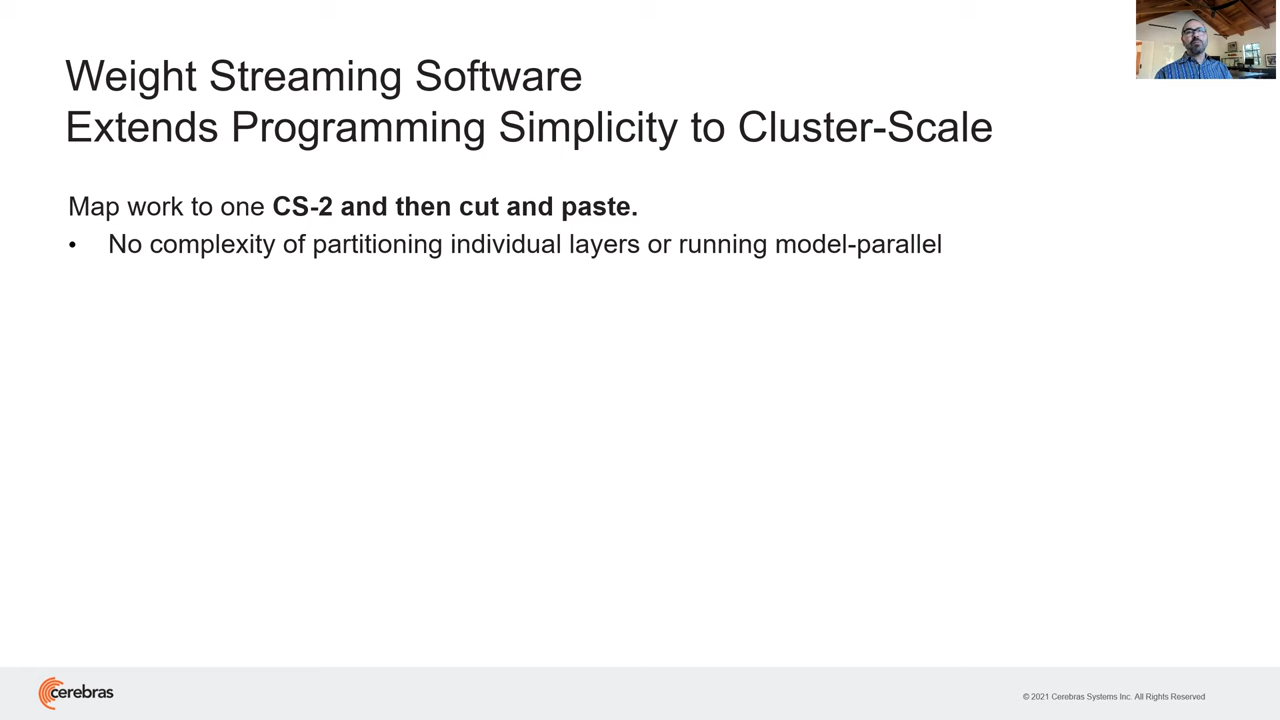 Weight Streaming Software
Extends Programming Simplicity to Cluster-Scale
Map work to one CS-2 and then cut and paste.
• No complexity of partitioning individual layers or running model-parallel
cerebras
© 2021 Cerebras Systems Inc. All Rights Reserved